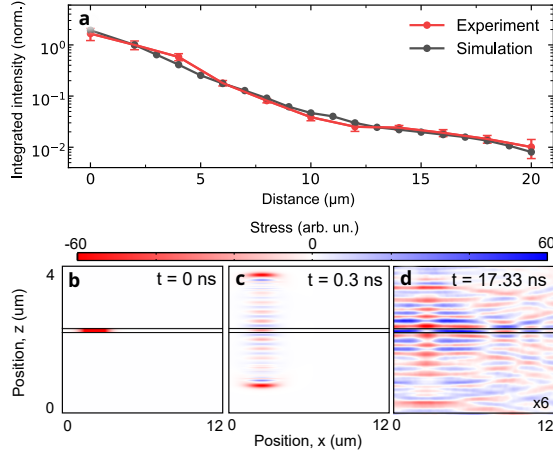 a
Experiment
Simulation
Integrated intensity (norm.)
10⁰
10⁻¹
10⁻²
0 5 10 15 20
Distance (µm)
Stress (arb. un.)
-60 0 60
b t = 0 ns
c t = 0.3 ns
d t = 17.33 ns
x6
Position, z (um)
4
0
0 12 0 12 0 12
Position, x (um)